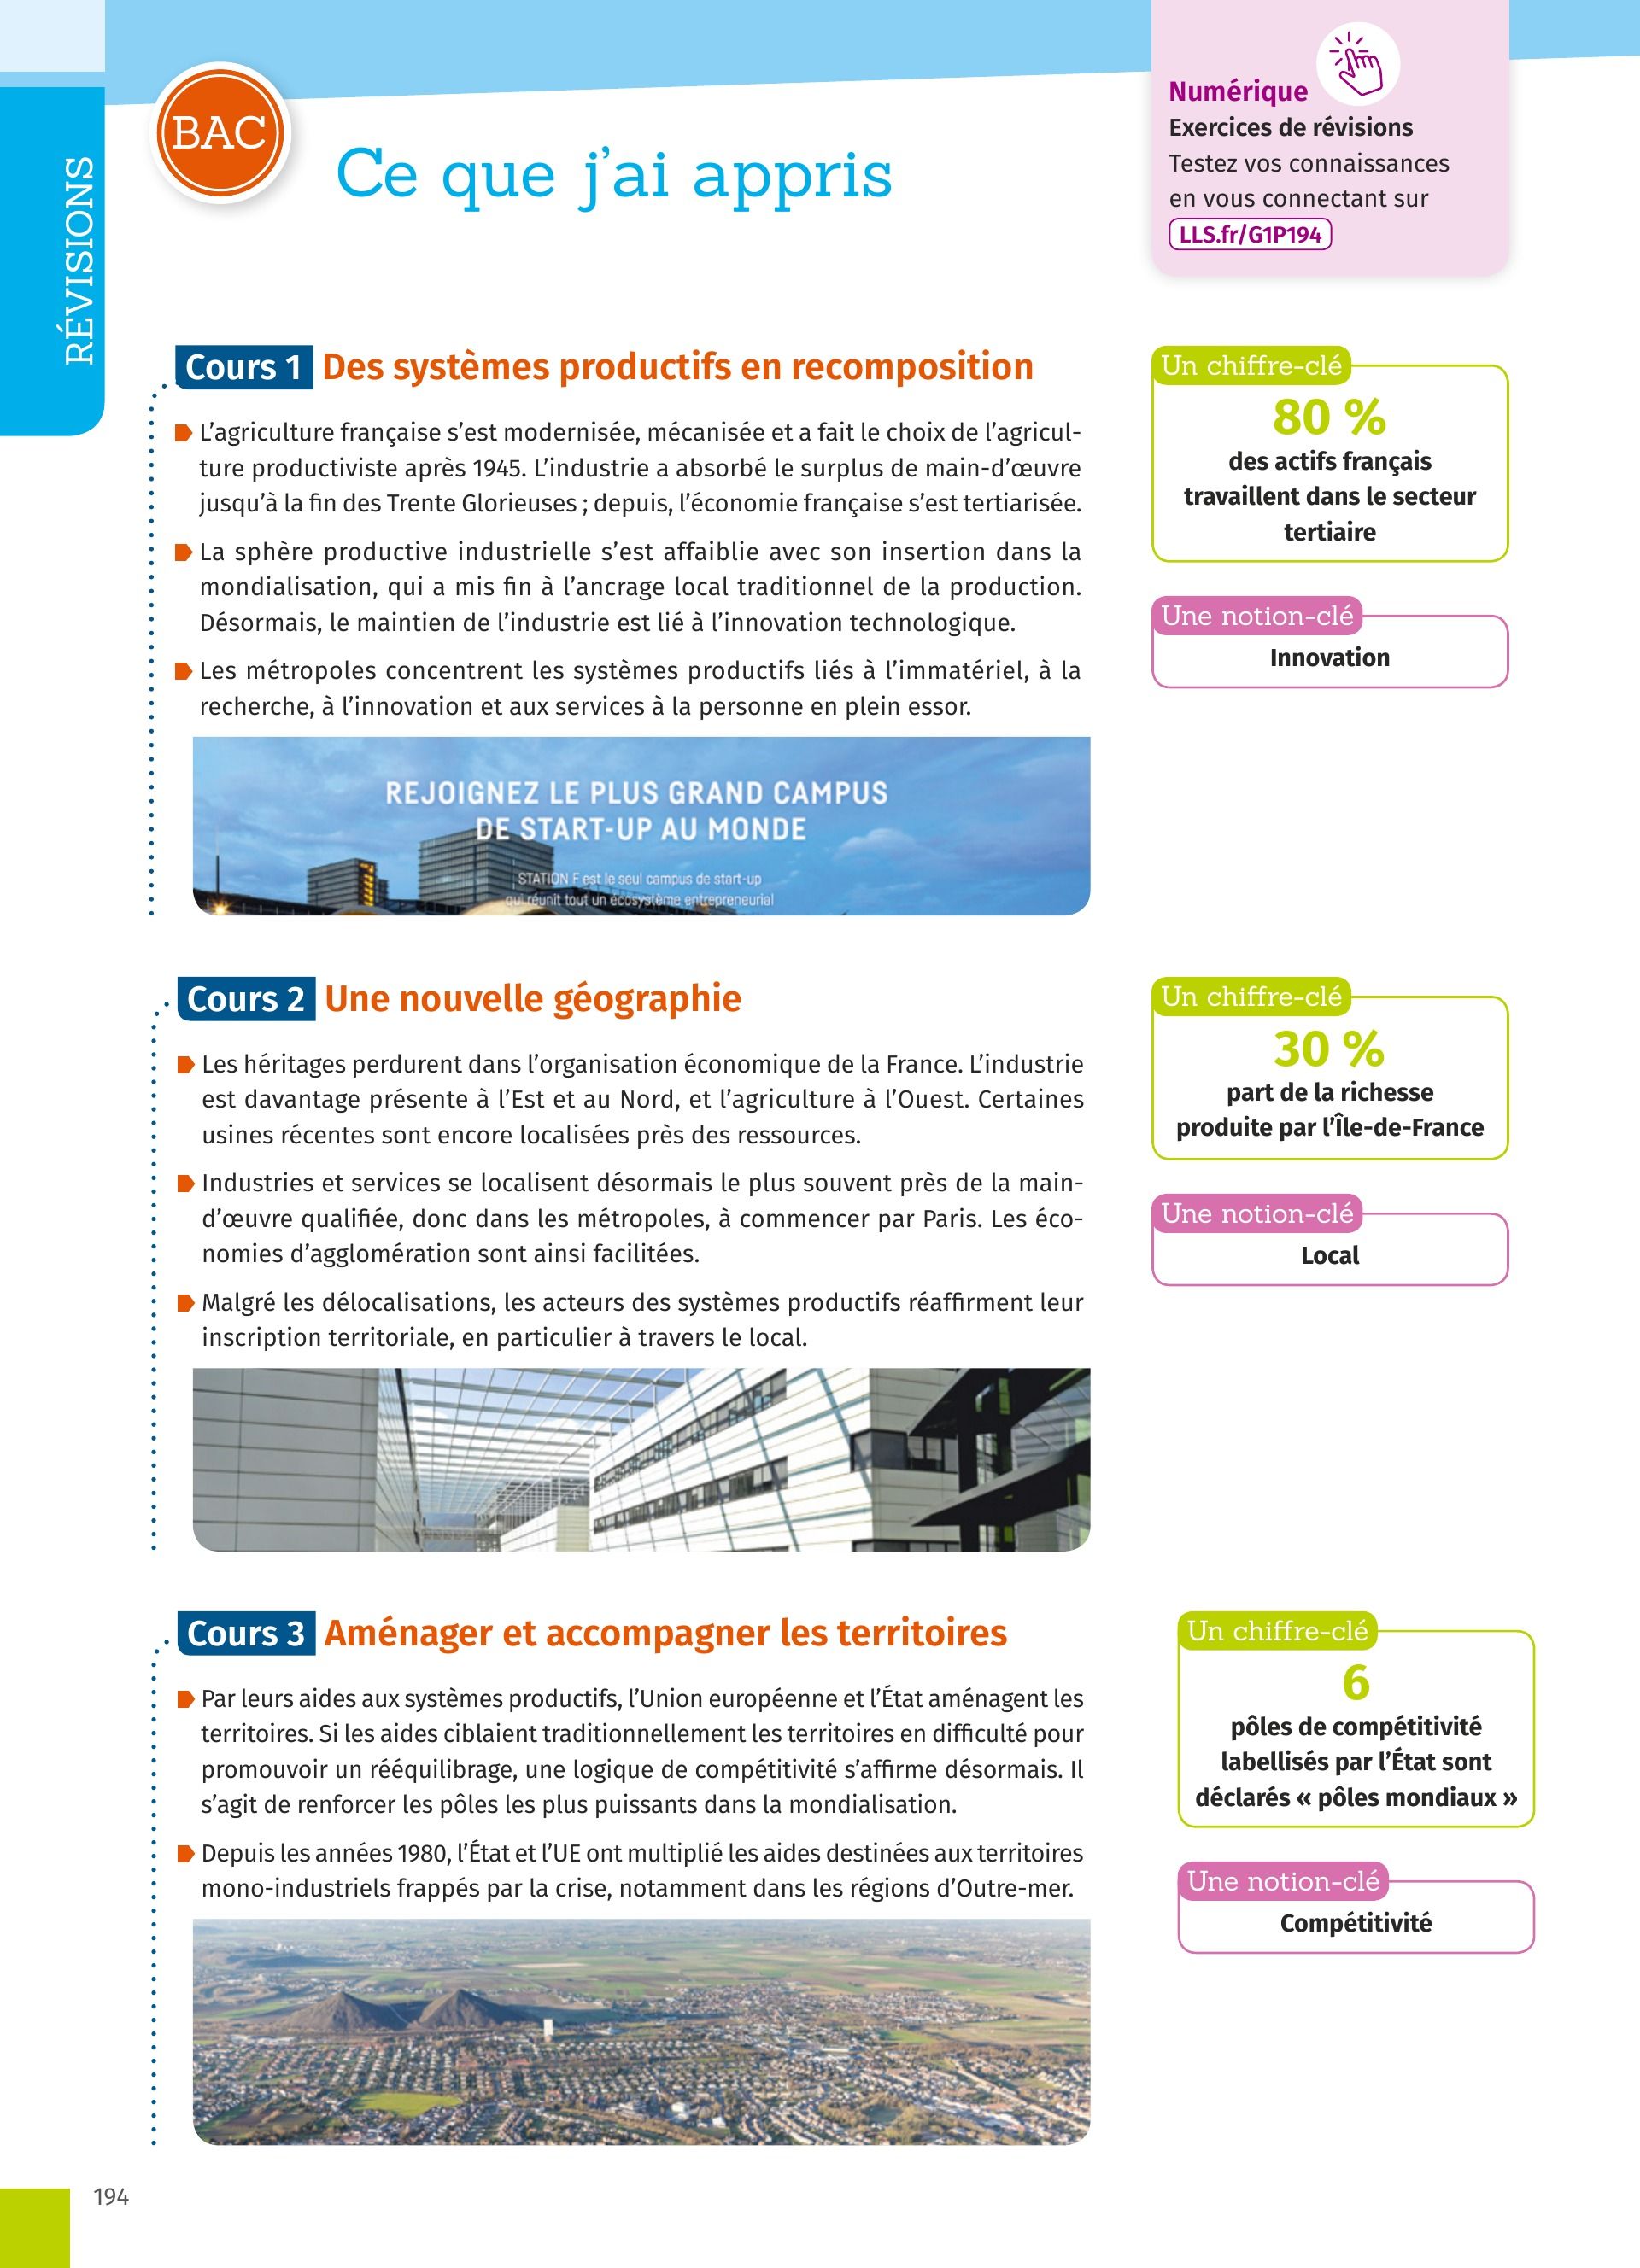 RÉVISIONS
BAC
Ce que j'ai appris
Numérique
Exercices de révisions
Testez vos connaissances
en vous connectant sur
LLS.fr/G1P194
Cours 1 Des systèmes productifs en recomposition
L'agriculture française s'est modernisée, mécanisée et a fait le choix de l'agricul-
ture productiviste après 1945. L'industrie a absorbé le surplus de main-d'œuvre
jusqu'à la fin des Trente Glorieuses ; depuis, l'économie française s'est tertiarisée.
La sphère productive industrielle s'est affaiblie avec son insertion dans la
mondialisation, qui a mis fin à l'ancrage local traditionnel de la production.
Désormais, le maintien de l'industrie est lié à l'innovation technologique.
Les métropoles concentrent les systèmes productifs liés à l'immatériel, à la
recherche, à l'innovation et aux services à la personne en plein essor.
REJOIGNEZ LE PLUS GRAND CAMPUS
DE START-UP AU MONDE
STATION F est le seul campus de start-up
qui réunit tout un écosystème entrepreneurial
Un chiffre-clé
80 %
des actifs français
travaillent dans le secteur
tertiaire
Une notion-clé
Innovation
Cours 2 Une nouvelle géographie
Les héritages perdurent dans l'organisation économique de la France. L'industrie
est davantage présente à l'Est et au Nord, et l'agriculture à l'Ouest. Certaines
usines récentes sont encore localisées près des ressources.
Industries et services se localisent désormais le plus souvent près de la main-
d'œuvre qualifiée, donc dans les métropoles, à commencer par Paris. Les éco-
nomies d'agglomération sont ainsi facilitées.
Malgré les délocalisations, les acteurs des systèmes productifs réaffirment leur
inscription territoriale, en particulier à travers le local.
Un chiffre-clé
30 %
part de la richesse
produite par l'Île-de-France
Une notion-clé
Local
Cours 3 Aménager et accompagner les territoires
Par leurs aides aux systèmes productifs, l'Union européenne et l'État aménagent les
territoires. Si les aides ciblaient traditionnellement les territoires en difficulté pour
promouvoir un rééquilibrage, une logique de compétitivité s'affirme désormais. Il
s'agit de renforcer les pôles les plus puissants dans la mondialisation.
Depuis les années 1980, l'État et l'UE ont multiplié les aides destinées aux territoires
mono-industriels frappés par la crise, notamment dans les régions d'Outre-mer.
Un chiffre-clé
6
pôles de compétitivité
labellisés par l'État sont
déclarés « pôles mondiaux »
Une notion-clé
Compétitivité
194